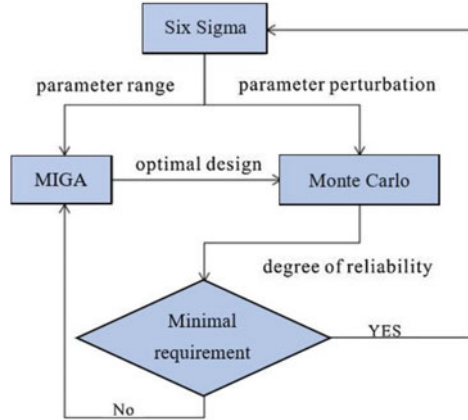 Six Sigma
parameter range
parameter perturbation
MIGA
optimal design
Monte Carlo
degree of reliability
Minimal
requirement
YES
No